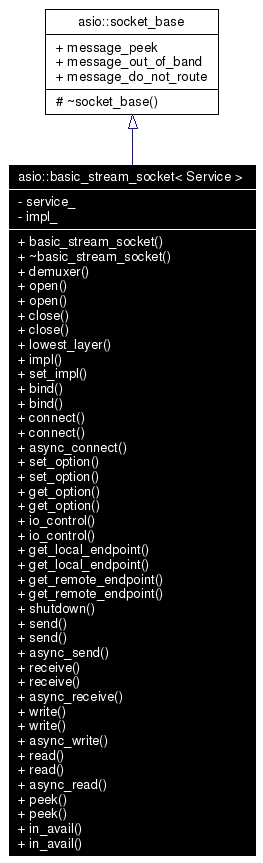 asio::socket_base
+ message_peek
+ message_out_of_band
+ message_do_not_route
# ~socket_base()
asio::basic_stream_socket< Service >
- service_
- impl_
+ basic_stream_socket()
+ ~basic_stream_socket()
+ demuxer()
+ open()
+ open()
+ close()
+ close()
+ lowest_layer()
+ impl()
+ set_impl()
+ bind()
+ bind()
+ connect()
+ connect()
+ async_connect()
+ set_option()
+ set_option()
+ get_option()
+ get_option()
+ io_control()
+ io_control()
+ get_local_endpoint()
+ get_local_endpoint()
+ get_remote_endpoint()
+ get_remote_endpoint()
+ shutdown()
+ send()
+ send()
+ async_send()
+ receive()
+ receive()
+ async_receive()
+ write()
+ write()
+ async_write()
+ read()
+ read()
+ async_read()
+ peek()
+ peek()
+ in_avail()
+ in_avail()